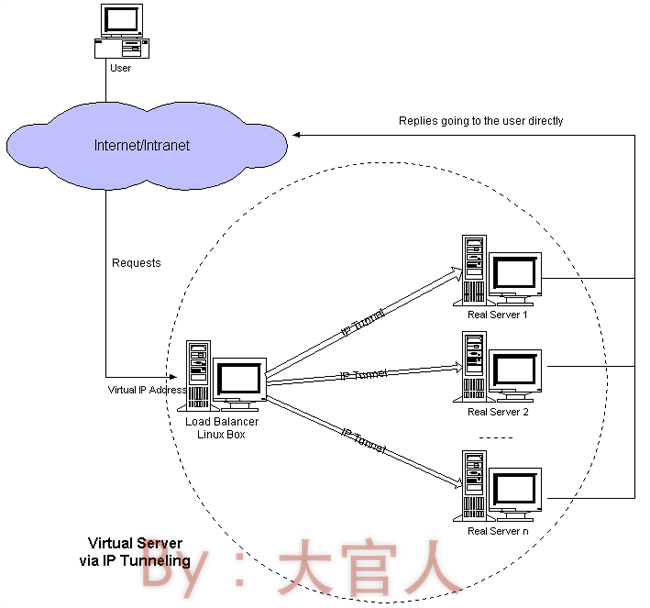 User
Internet/Intranet
Replies going to the user directly
Requests
IP Tunnel
Real Server 1
IP Tunnel
Virtual IP Address
Real Server 2
Load Balancer
Linux Box
IP Tunnel
Real Server n
Virtual Server
via IP Tunneling
By：大官人